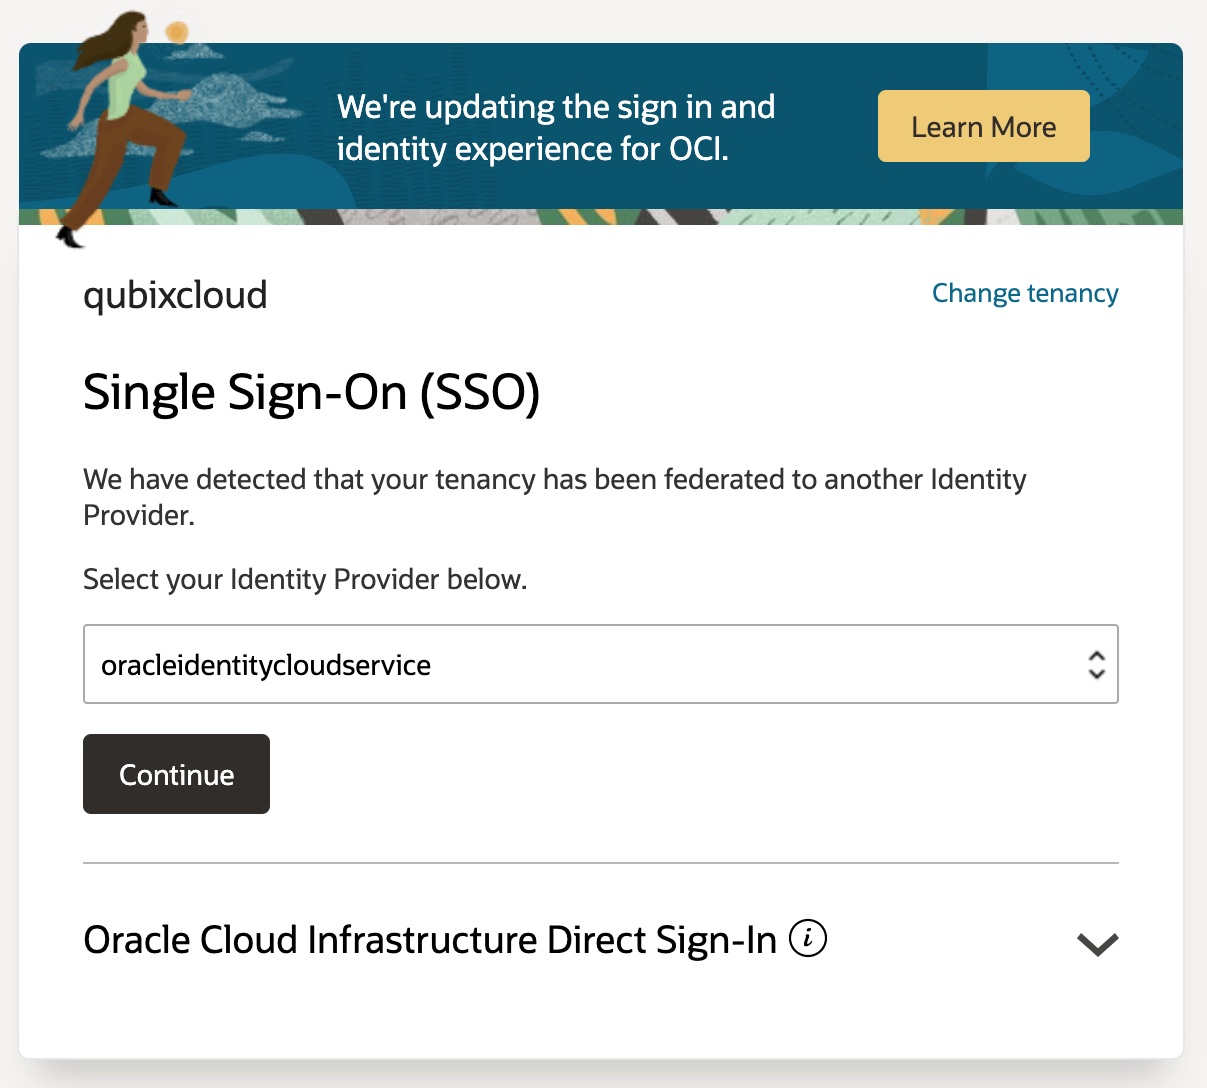 We're updating the sign in and
identity experience for OCI.
Learn More
qubixcloud
Change tenancy
Single Sign-On (SSO)
We have detected that your tenancy has been federated to another Identity
Provider.
Select your Identity Provider below.
oracleidentitycloudservice
Continue
Oracle Cloud Infrastructure Direct Sign-In i